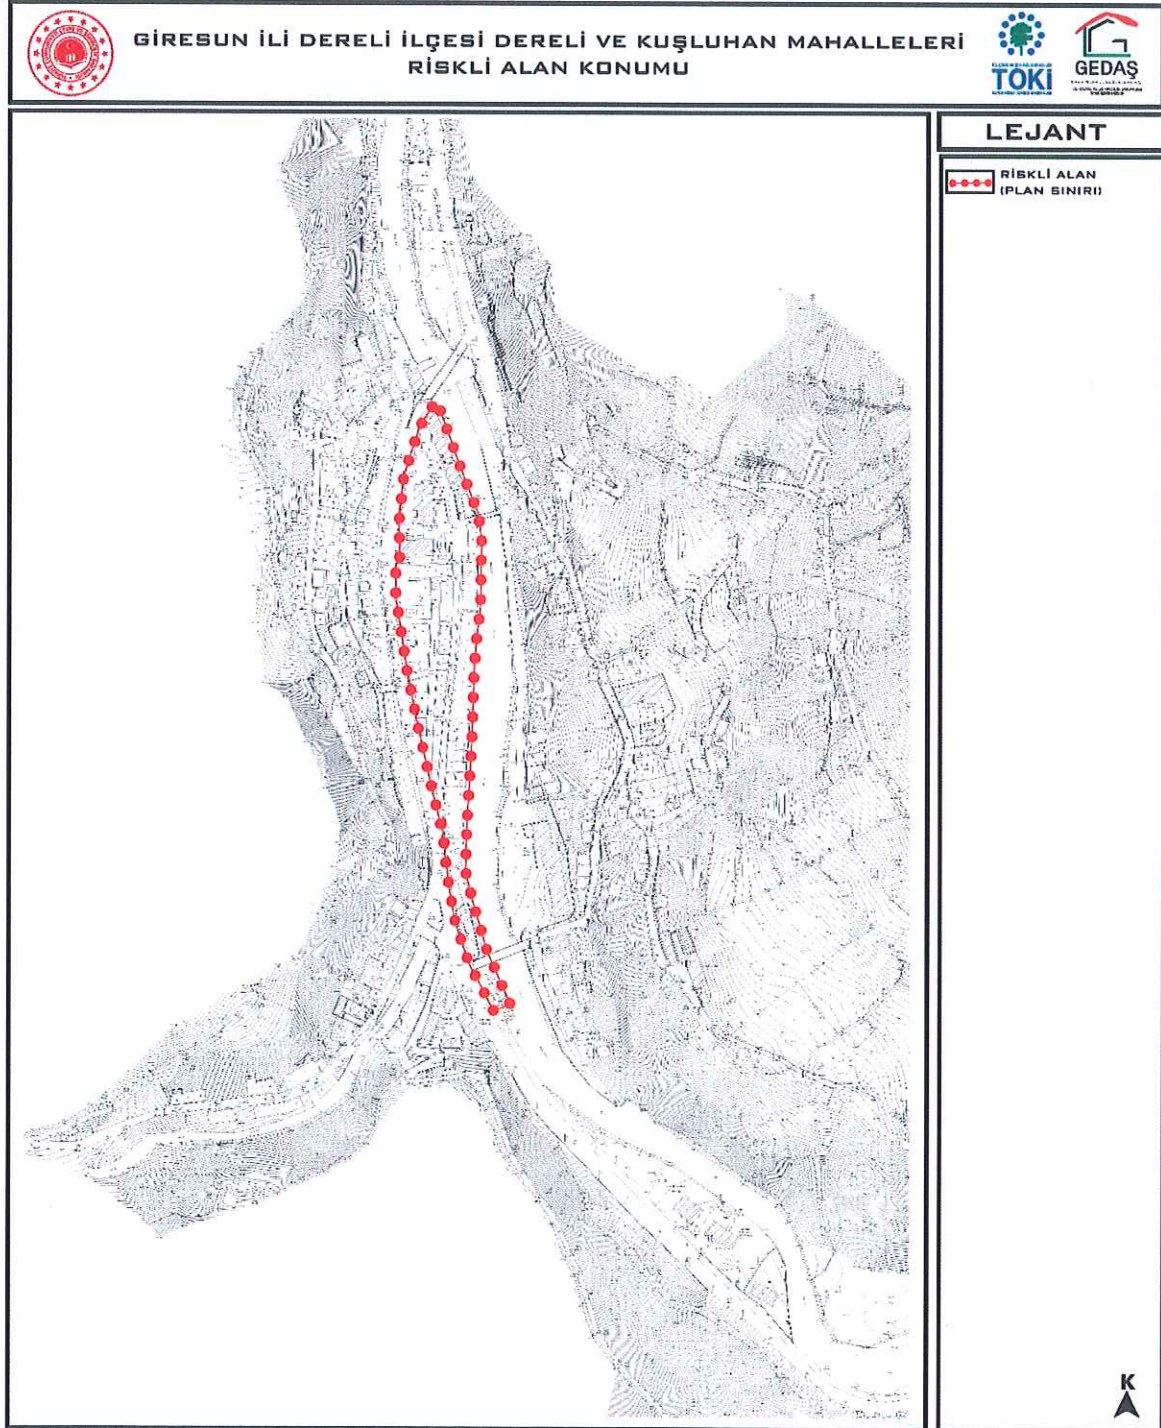 GİRESUN İLİ DERELİ İLÇESİ DERELİ VE KUŞLUHAN MAHALLELERİ
RİSKLİ ALAN KONUMU
TOKİ
GEDAŞ
LEJANT
RİSKLİ ALAN
(PLAN SINIRI)
K